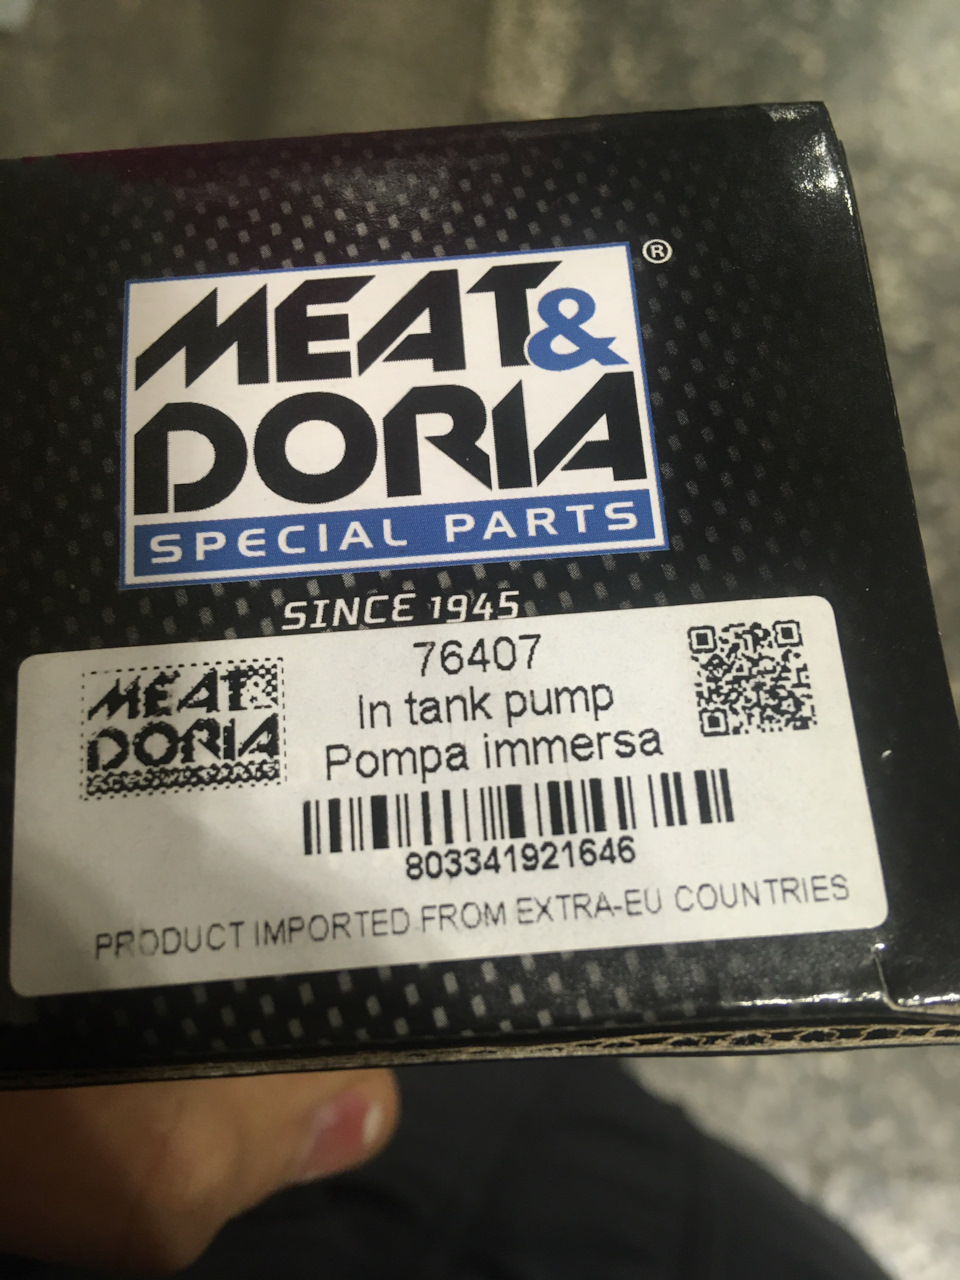 MEAT&
DORIA
SPECIAL PARTS
®
SINCE 1945
76407
In tank pump
Pompa immersa
MEAT&
DORIA
803341921646
PRODUCT IMPORTED FROM EXTRA-EU COUNTRIES